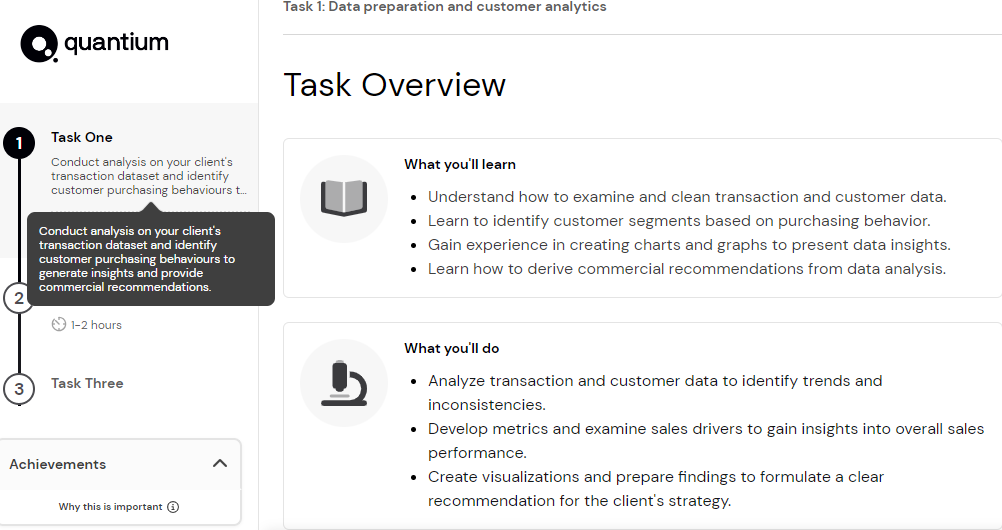 Task 1: Data preparation and customer analytics
quantium
Task Overview
1
Task One
Conduct analysis on your client's
transaction dataset and identify
customer purchasing behaviours t...
Conduct analysis on your client's
transaction dataset and identify
customer purchasing behaviours to
generate insights and provide
commercial recommendations.
2
1-2 hours
3
Task Three
Achievements
Why this is important
What you'll learn
Understand how to examine and clean transaction and customer data.
Learn to identify customer segments based on purchasing behavior.
Gain experience in creating charts and graphs to present data insights.
Learn how to derive commercial recommendations from data analysis.
What you'll do
Analyze transaction and customer data to identify trends and
inconsistencies.
Develop metrics and examine sales drivers to gain insights into overall sales
performance.
Create visualizations and prepare findings to formulate a clear
recommendation for the client's strategy.